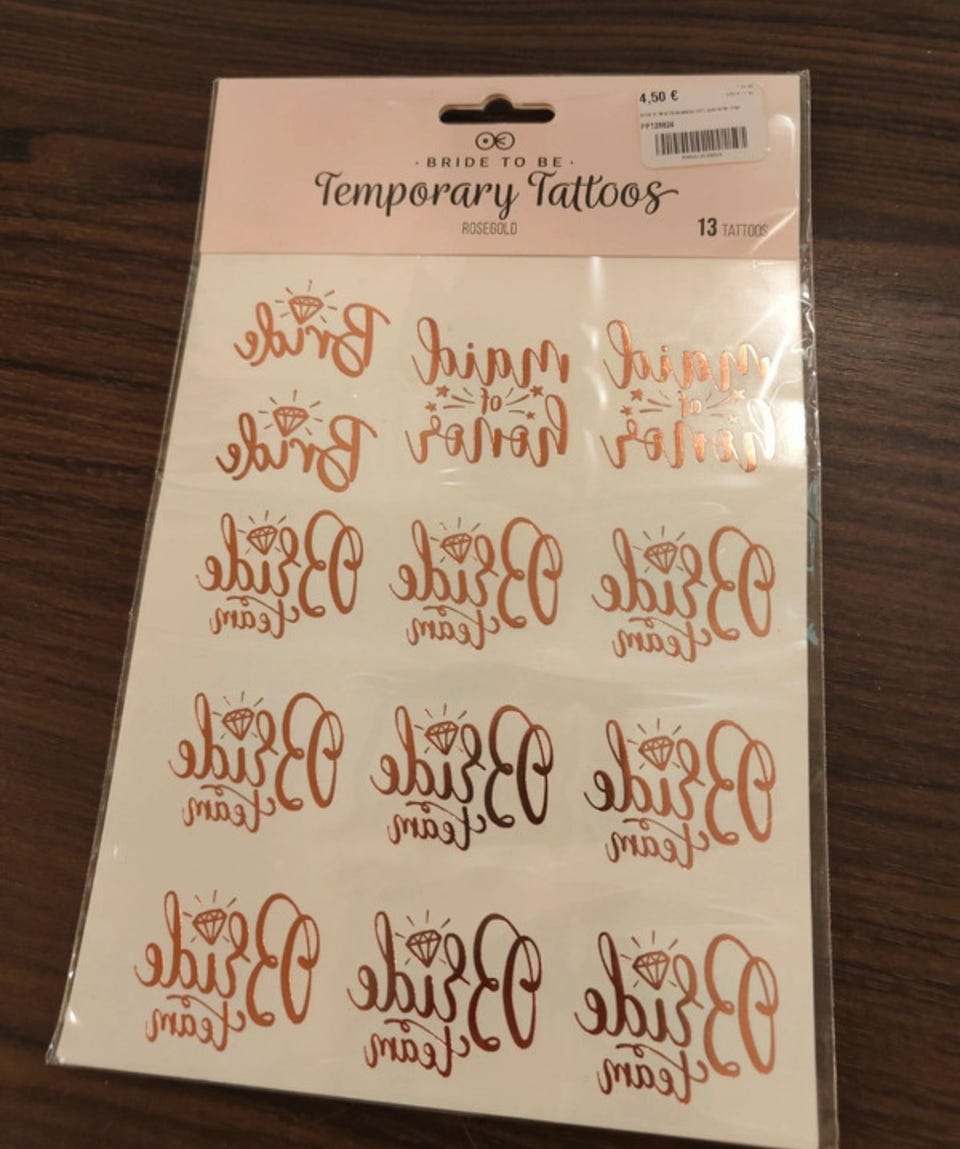 4,50 €
· BRIDE TO BE ·
Temporary Tattoos
ROSEGOLD
13 TATTOOS
Bride
maid of honor
maid of honor
Bride
Bride team
Bride team
Bride team
Bride team
Bride team
Bride team
Bride team
Bride team
Bride team